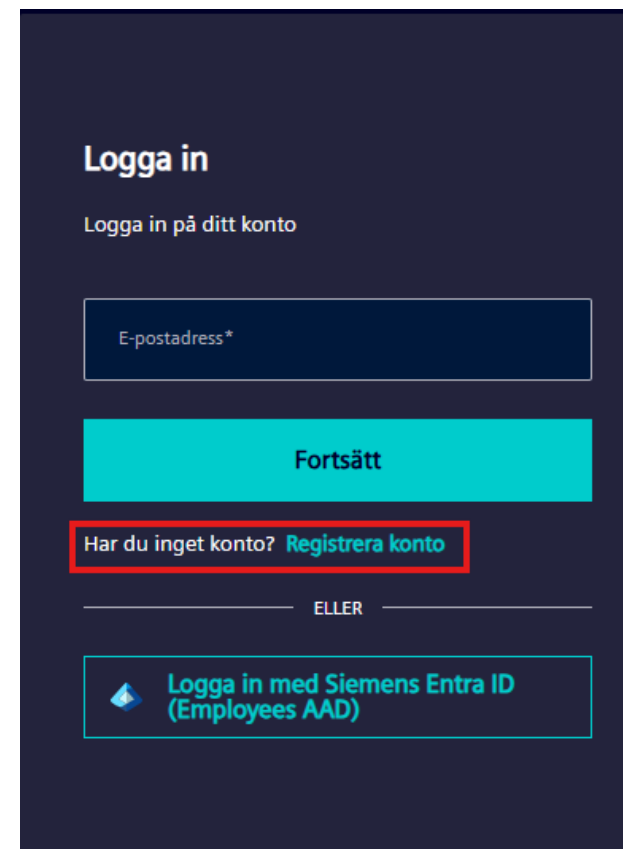 Logga in
Logga in på ditt konto
E-postadress*
Fortsätt
Har du inget konto? Registrera konto
ELLER
Logga in med Siemens Entra ID
(Employees AAD)